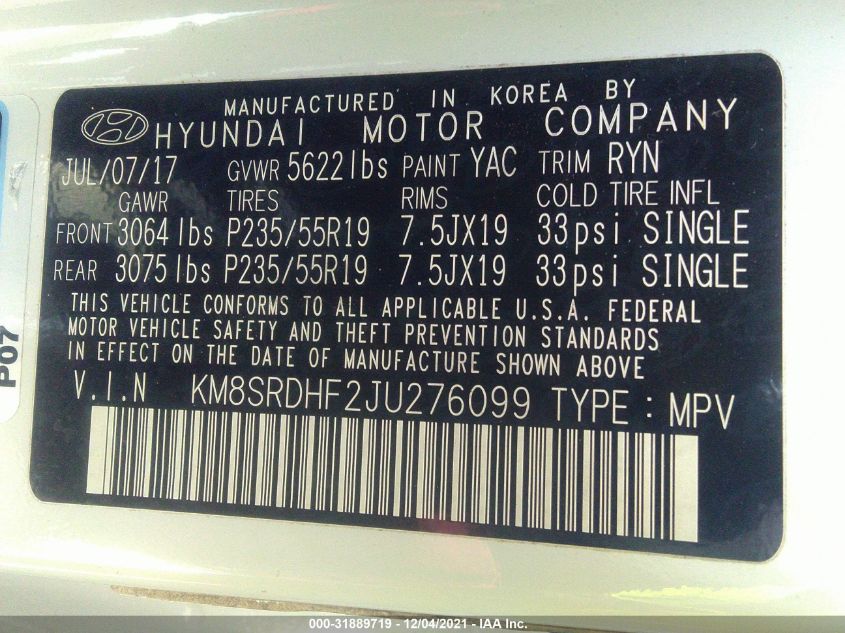 MANUFACTURED IN KOREA BY
HYUNDAI MOTOR COMPANY
JUL/07/17 GVWR 5622lbs PAINT YAC TRIM RYN
GAWR TIRES RIMS COLD TIRE INFL
FRONT 3064lbs P235/55R19 7.5JX19 33psi SINGLE
REAR 3075lbs P235/55R19 7.5JX19 33psi SINGLE
THIS VEHICLE CONFORMS TO ALL APPLICABLE U.S.A. FEDERAL
MOTOR VEHICLE SAFETY AND THEFT PREVENTION STANDARDS
IN EFFECT ON THE DATE OF MANUFACTURE SHOWN ABOVE
V.I.N KM8SRDHF2JU276099 TYPE : MPV
P07
000-31889719 - 12/04/2021 - IAA Inc.